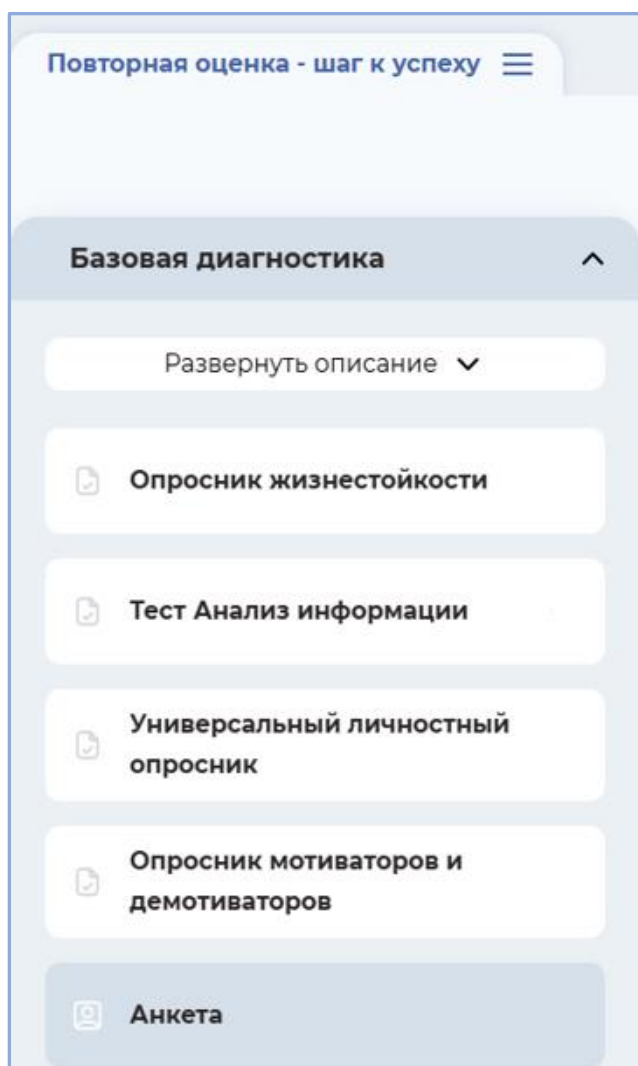 Повторная оценка - шаг к успеху
Базовая диагностика
Развернуть описание
Опросник жизнестойкости
Тест Анализ информации
Универсальный личностный
опросник
Опросник мотиваторов и
демотиваторов
Анкета